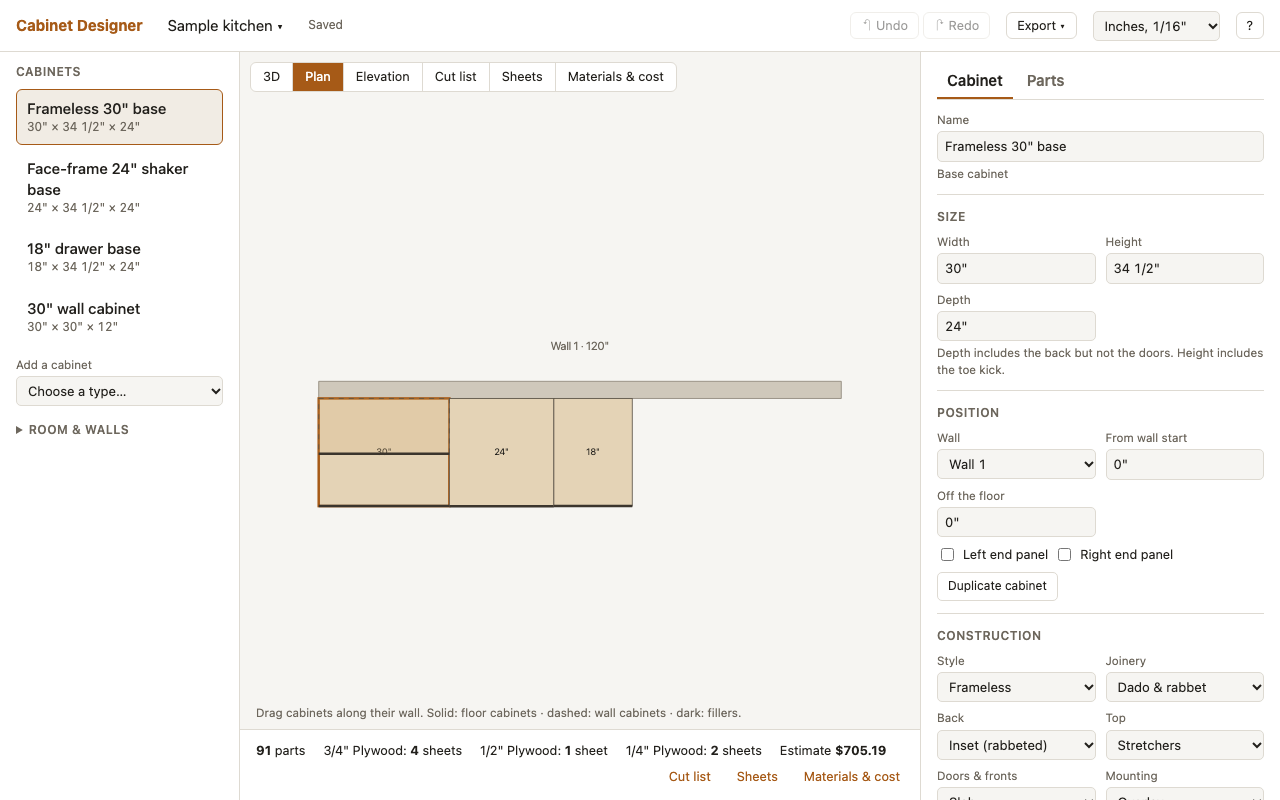 Cabinet Designer
Sample kitchen ▾
Saved
Undo
Redo
Export ▾
Inches, 1/16"
?
CABINETS
Frameless 30" base
30" × 34 1/2" × 24"
Face-frame 24" shaker
base
24" × 34 1/2" × 24"
18" drawer base
18" × 34 1/2" × 24"
30" wall cabinet
30" × 30" × 12"
Add a cabinet
Choose a type...
ROOM & WALLS
3D
Plan
Elevation
Cut list
Sheets
Materials & cost
Wall 1 · 120"
30"
24"
18"
Drag cabinets along their wall. Solid: floor cabinets · dashed: wall cabinets · dark: fillers.
91 parts
3/4" Plywood: 4 sheets
1/2" Plywood: 1 sheet
1/4" Plywood: 2 sheets
Estimate $705.19
Cut list
Sheets
Materials & cost
Cabinet
Parts
Name
Frameless 30" base
Base cabinet
SIZE
Width
Height
30"
34 1/2"
Depth
24"
Depth includes the back but not the doors. Height includes
the toe kick.
POSITION
Wall
From wall start
Wall 1
0"
Off the floor
0"
Left end panel
Right end panel
Duplicate cabinet
CONSTRUCTION
Style
Joinery
Frameless
Dado & rabbet
Back
Top
Inset (rabbeted)
Stretchers
Doors & fronts
Mounting